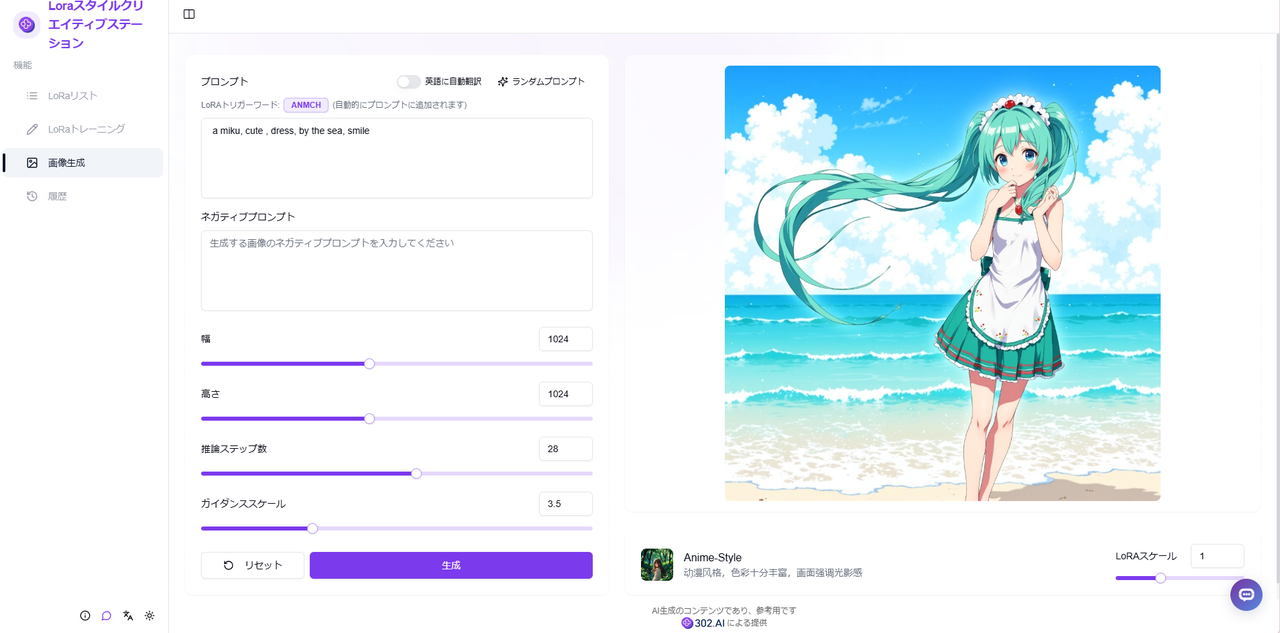 Loraスタイルクリ
エイティブステー
ション
機能
LoRaリスト
LoRaトレーニング
画像生成
履歴
プロンプト
英語に自動翻訳
ランダムプロンプト
LoRAトリガーワード: ANMCH (自動的にプロンプトに追加されます)
a miku, cute , dress, by the sea, smile
ネガティブプロンプト
生成する画像のネガティブプロンプトを入力してください
幅
1024
高さ
1024
推論ステップ数
28
ガイダンススケール
3.5
リセット
生成
Anime-Style
动漫风格，色彩十分丰富，画面强调光影感
LoRAスケール
1
AI生成のコンテンツであり、参考用です
302.AI による提供